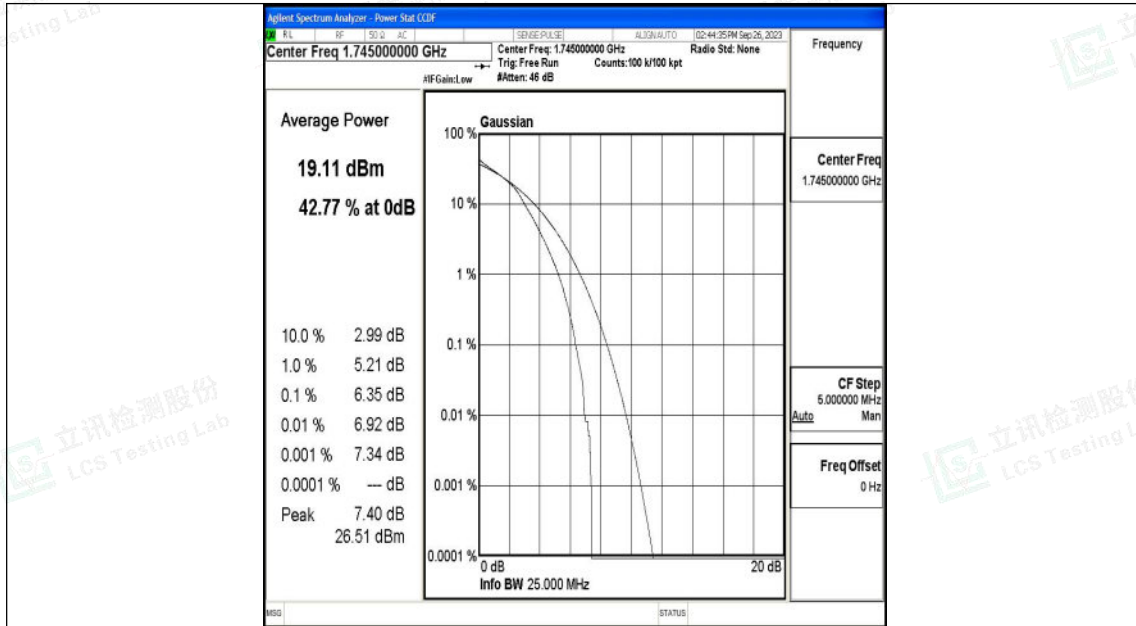 Agilent Spectrum Analyzer - Power Stat CCDF
RL RF 50 Ω AC SENSE:PULSE ALIGNAUTO 02:44:35 PM Sep 26, 2023
Center Freq 1.745000000 GHz
Center Freq: 1.745000000 GHz Radio Std: None
Trig: Free Run Counts:100 k/100 kpt
#IFGain:Low #Atten: 46 dB
Frequency
Average Power
19.11 dBm
42.77 % at 0dB
10.0 % 2.99 dB
1.0 % 5.21 dB
0.1 % 6.35 dB
0.01 % 6.92 dB
0.001 % 7.34 dB
0.0001 % --- dB
Peak 7.40 dB
26.51 dBm
Gaussian
100 %
10 %
1 %
0.1 %
0.01 %
0.001 %
0.0001 %
0 dB 20 dB
Info BW 25.000 MHz
Center Freq
1.745000000 GHz
CF Step
5.000000 MHz
Auto Man
Freq Offset
0 Hz
MSG STATUS
立讯检测股份
LCS Testing Lab
立讯检测股份
LCS Testing L